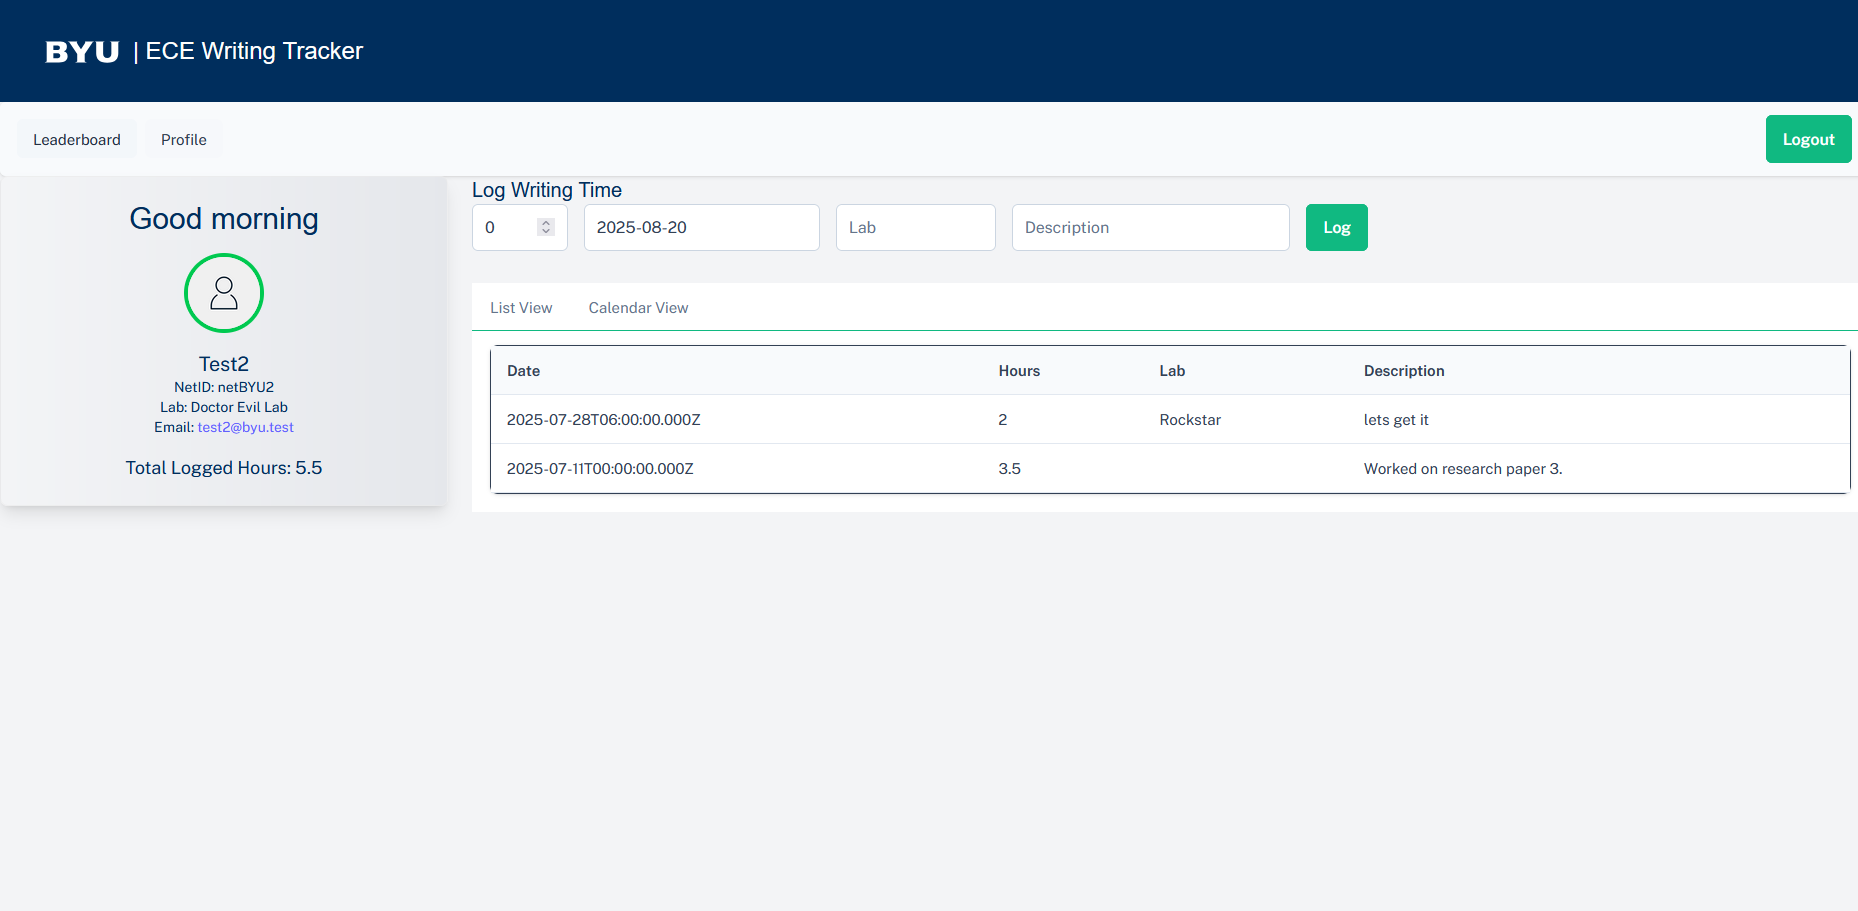 BYU | ECE Writing Tracker
Leaderboard Profile Logout
Good morning
Test2
NetID: netBYU2
Lab: Doctor Evil Lab
Email: test2@byu.test
Total Logged Hours: 5.5
Log Writing Time
0 2025-08-20 Lab Description Log
List View Calendar View
Date Hours Lab Description
2025-07-28T06:00:00.000Z 2 Rockstar lets get it
2025-07-11T00:00:00.000Z 3.5 Worked on research paper 3.